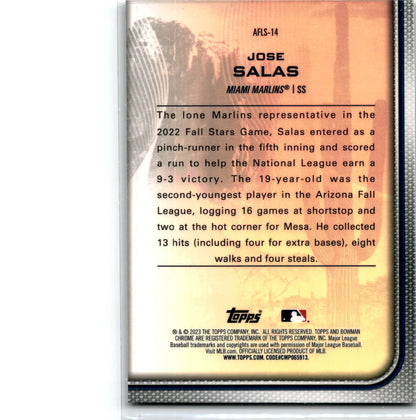 AFLS-14
JOSE
SALAS
MIAMI MARLINS® | SS
The lone Marlins representative in the
2022 Fall Stars Game, Salas entered as a
pinch-runner in the fifth inning and scored
a run to help the National League earn a
9-3 victory. The 19-year-old was the
second-youngest player in the Arizona Fall
League, logging 16 games at shortstop and
two at the hot corner for Mesa. He collected
13 hits (including four for extra bases), eight
walks and four steals.
Topps
® & © 2023 THE TOPPS COMPANY, INC. ALL RIGHTS RESERVED. TOPPS AND BOWMAN
CHROME ARE REGISTERED TRADEMARKS OF THE TOPPS COMPANY, INC. Major League
Baseball trademarks and copyrights are used with permission of Major League Baseball.
Visit MLB.com. OFFICIALLY LICENSED PRODUCT OF MLB.
WWW.TOPPS.COM. CODE#CMP065913.